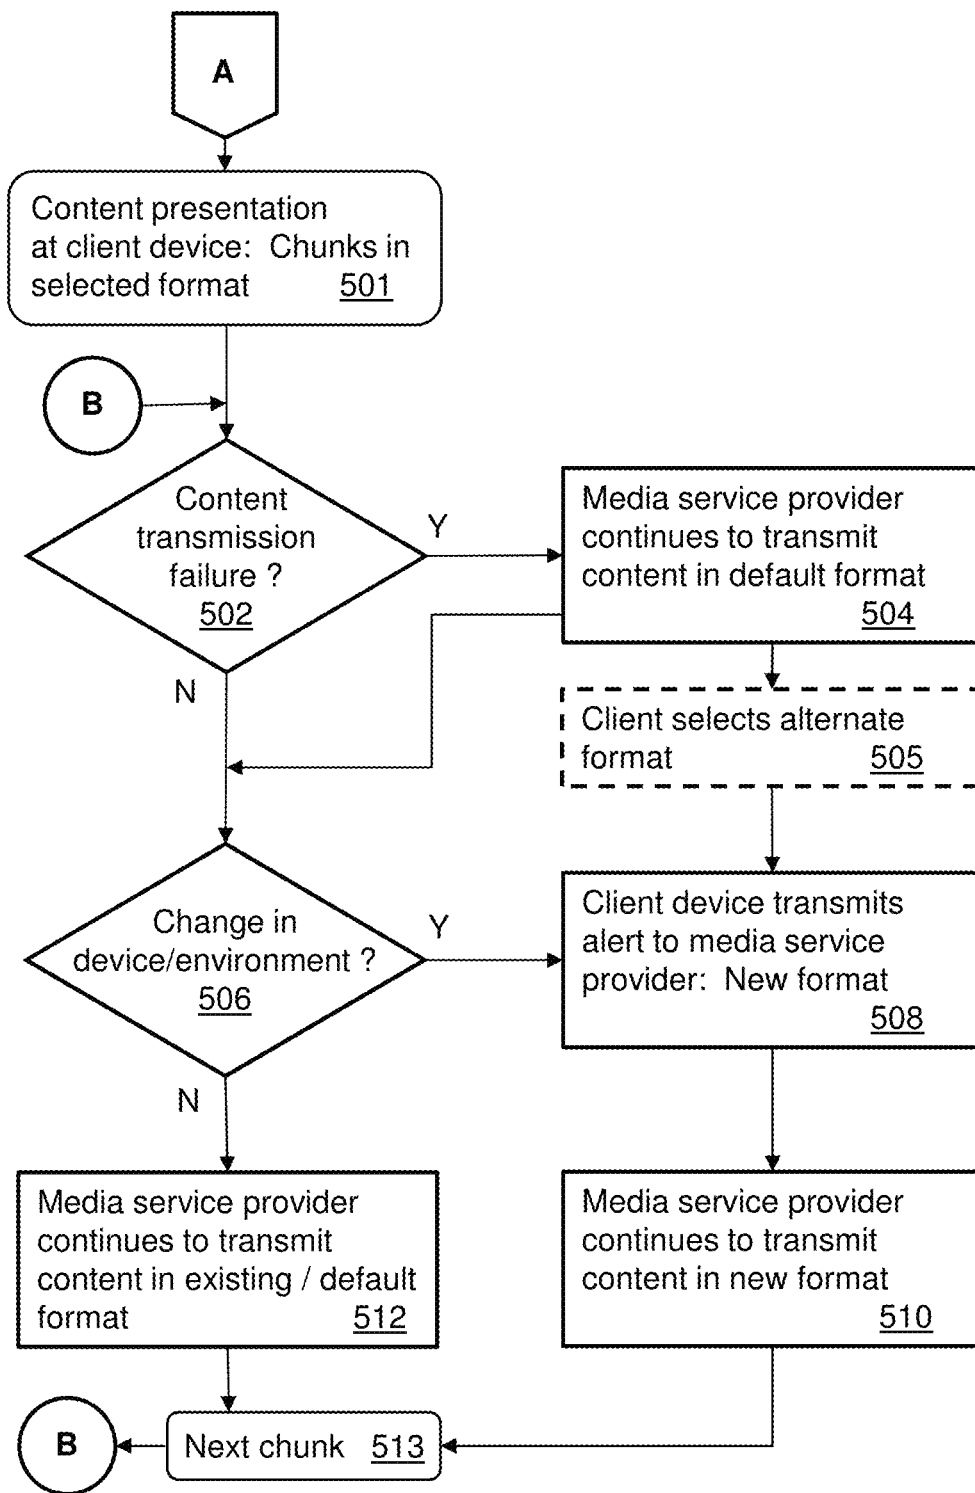 A
Content presentation
at client device: Chunks in
selected format 501
B
Content
transmission
failure ?
502
Y
N
Media service provider
continues to transmit
content in default format
504
Client selects alternate
format 505
Change in
device/environment ?
506
Y
N
Client device transmits
alert to media service
provider: New format
508
Media service provider
continues to transmit
content in existing / default
format 512
Media service provider
continues to transmit
content in new format
510
B
Next chunk 513